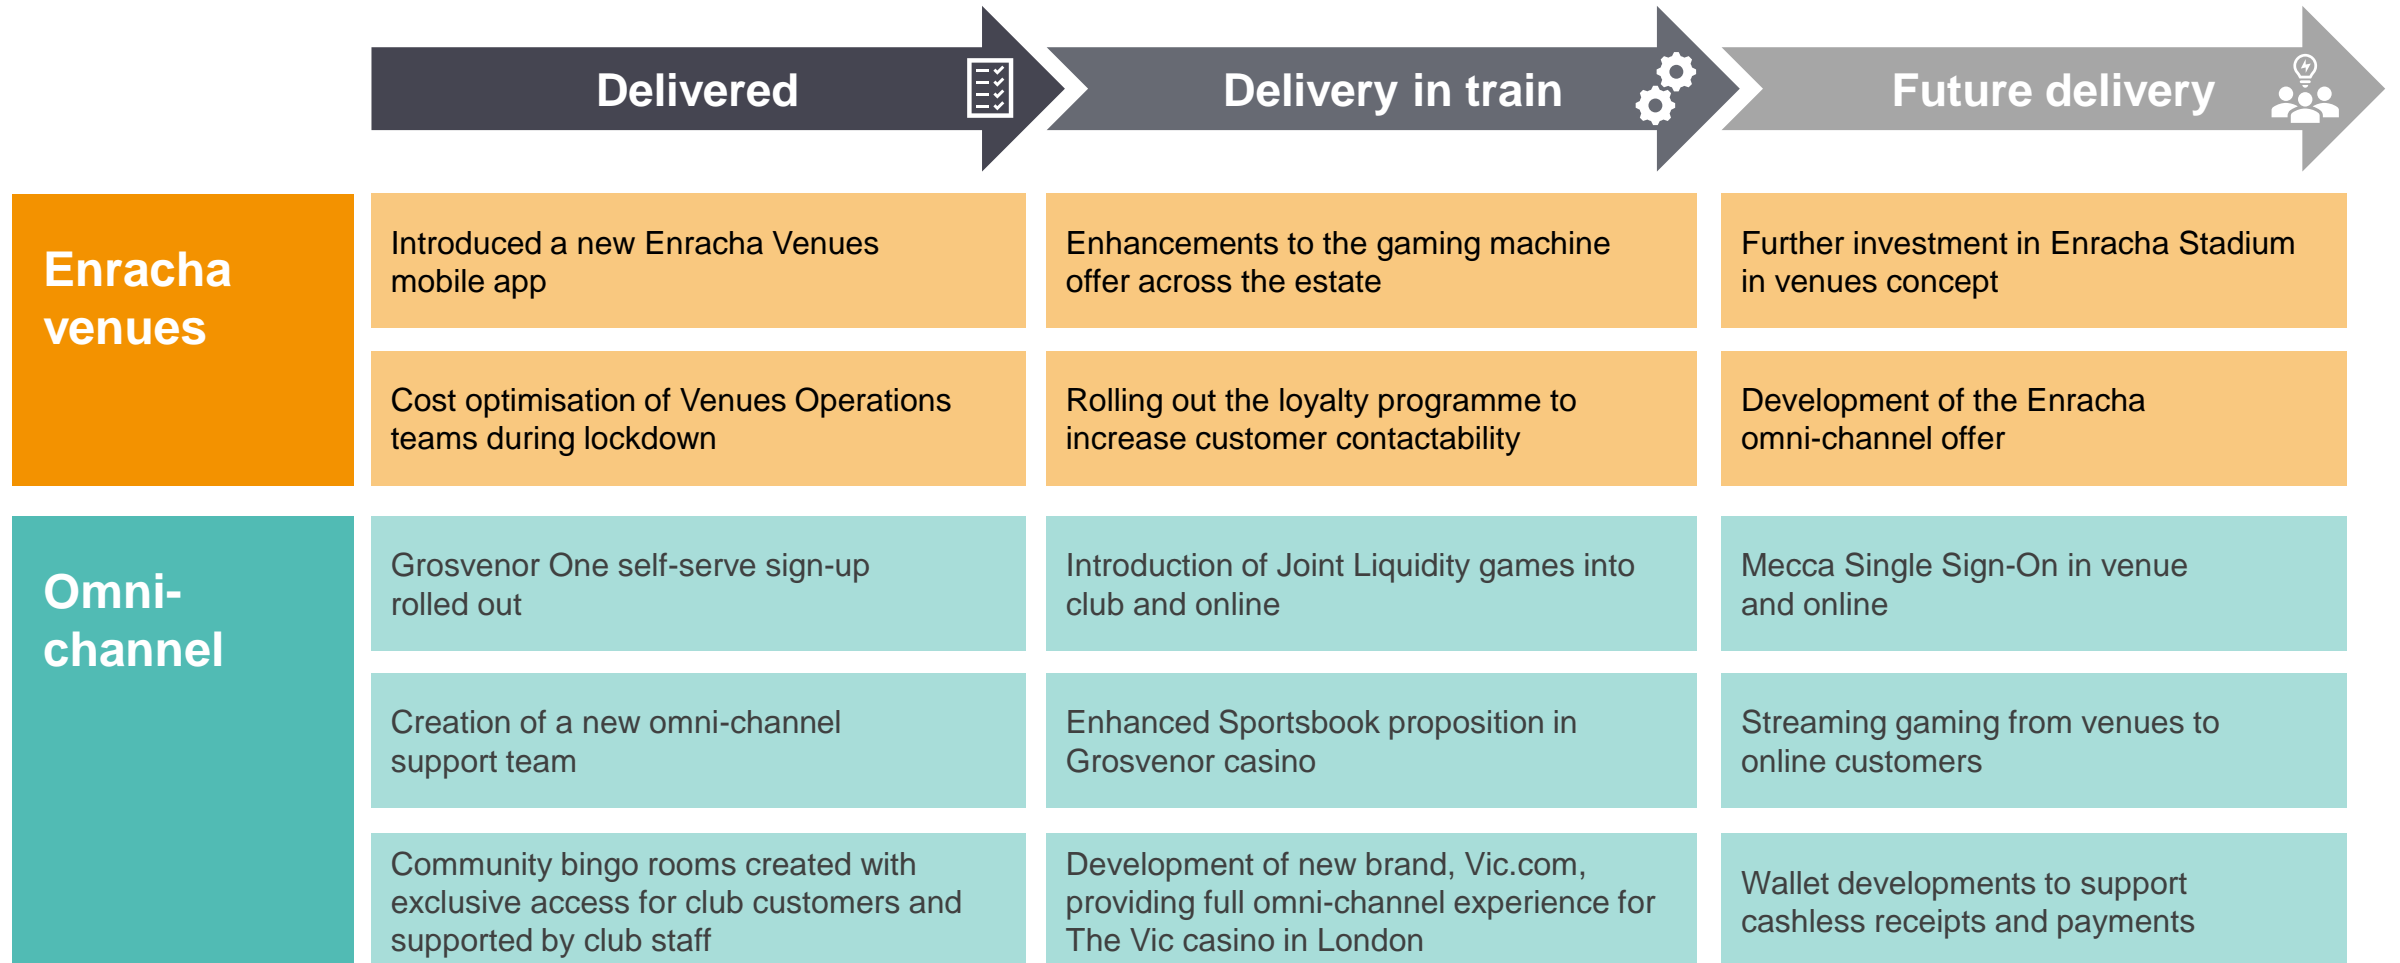 Delivered
Delivery in train
Future delivery
Enracha
venues
Introduced a new Enracha Venues
mobile app
Enhancements to the gaming machine
offer across the estate
Further investment in Enracha Stadium
in venues concept
Cost optimisation of Venues Operations
teams during lockdown
Rolling out the loyalty programme to
increase customer contactability
Development of the Enracha
omni-channel offer
Omni-
channel
Grosvenor One self-serve sign-up
rolled out
Introduction of Joint Liquidity games into
club and online
Mecca Single Sign-On in venue
and online
Creation of a new omni-channel
support team
Enhanced Sportsbook proposition in
Grosvenor casino
Streaming gaming from venues to
online customers
Community bingo rooms created with
exclusive access for club customers and
supported by club staff
Development of new brand, Vic.com,
providing full omni-channel experience for
The Vic casino in London
Wallet developments to support
cashless receipts and payments